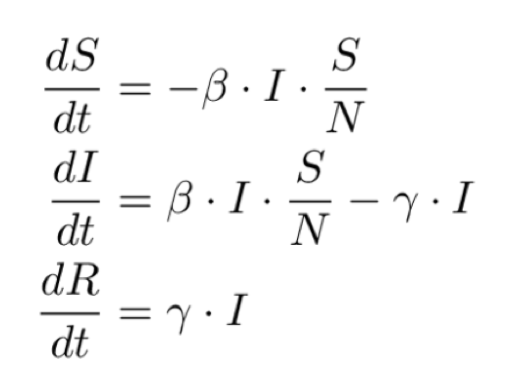 dS/dt = −β · I · S/N
dI/dt = β · I · S/N − γ · I
dR/dt = γ · I